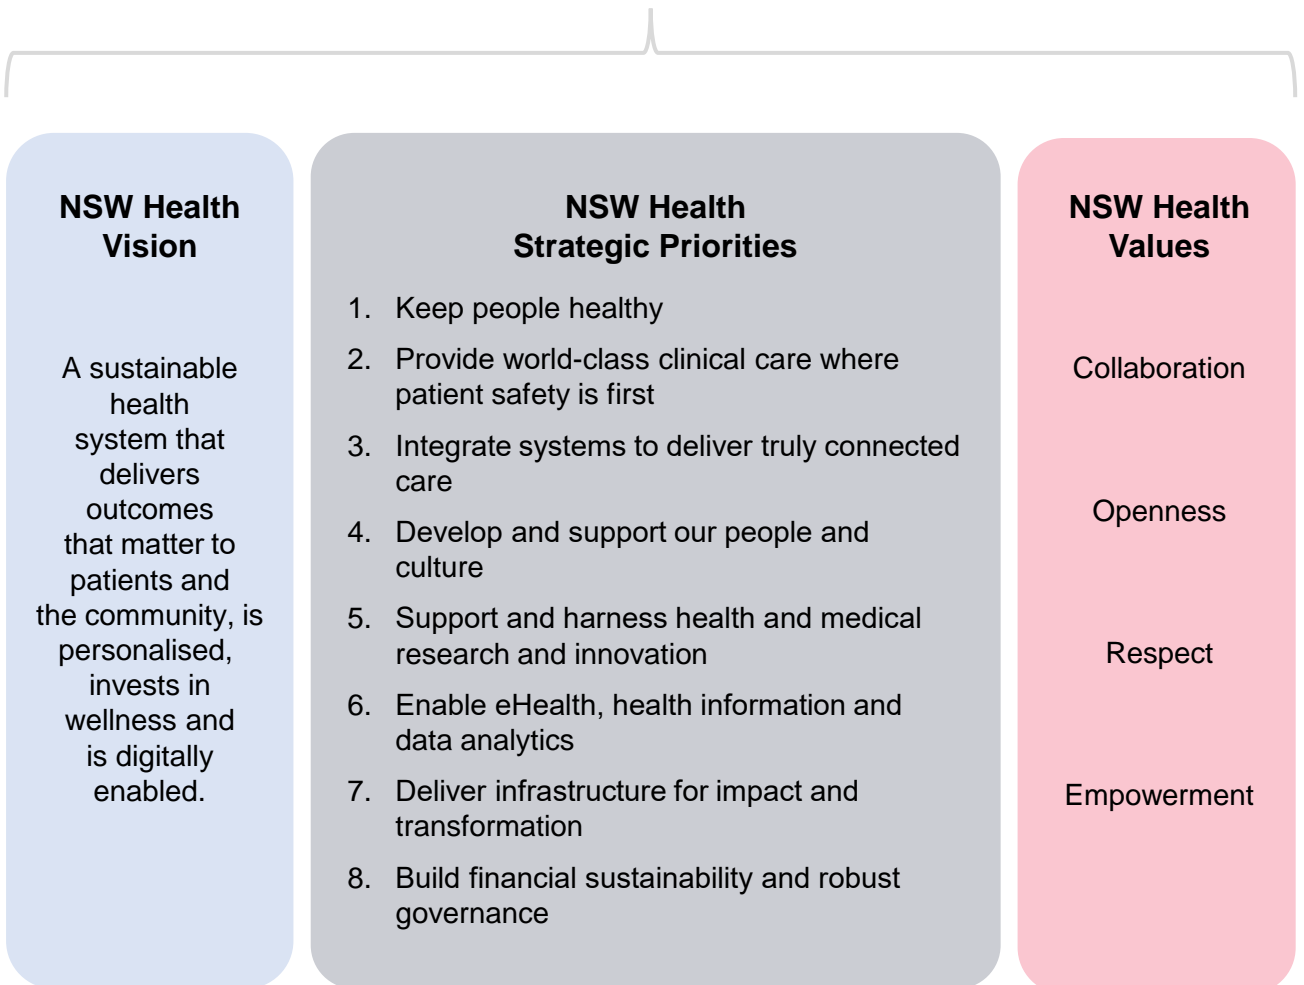 NSW Health
Vision
A sustainable
health
system that
delivers
outcomes
that matter to
patients and
the community, is
personalised,
invests in
wellness and
is digitally
enabled.
NSW Health
Strategic Priorities
1. Keep people healthy
2. Provide world-class clinical care where
patient safety is first
3. Integrate systems to deliver truly connected
care
4. Develop and support our people and
culture
5. Support and harness health and medical
research and innovation
6. Enable eHealth, health information and
data analytics
7. Deliver infrastructure for impact and
transformation
8. Build financial sustainability and robust
governance
NSW Health
Values
Collaboration
Openness
Respect
Empowerment